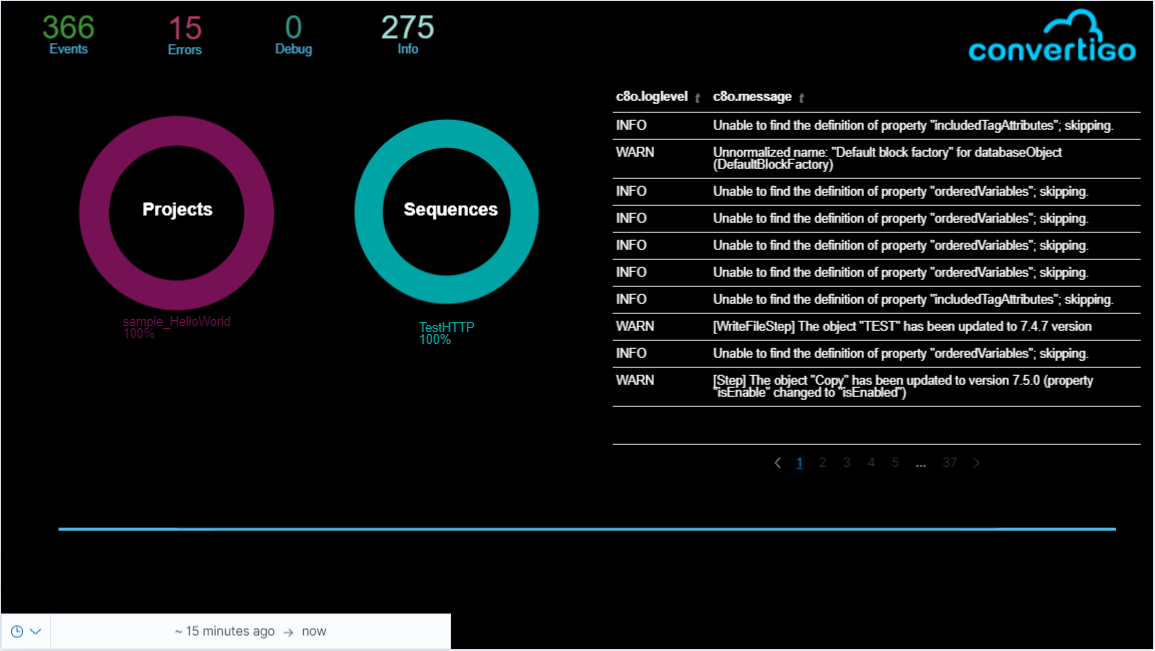 366 15 0 275
Events Errors Debug Info
convertigo
c8o.loglevel t c8o.message t
INFO Unable to find the definition of property "includedTagAttributes"; skipping.
WARN Unnormalized name: "Default block factory" for databaseObject
(DefaultBlockFactory)
INFO Unable to find the definition of property "orderedVariables"; skipping.
INFO Unable to find the definition of property "orderedVariables"; skipping.
INFO Unable to find the definition of property "orderedVariables"; skipping.
INFO Unable to find the definition of property "orderedVariables"; skipping.
INFO Unable to find the definition of property "includedTagAttributes"; skipping.
WARN [WriteFileStep] The object "TEST" has been updated to 7.4.7 version
INFO Unable to find the definition of property "orderedVariables"; skipping.
WARN [Step] The object "Copy" has been updated to version 7.5.0 (property
"isEnable" changed to "isEnabled")
1 2 3 4 5 ... 37
Projects
sample_HelloWorld
100%
Sequences
TestHTTP
100%
~ 15 minutes ago → now